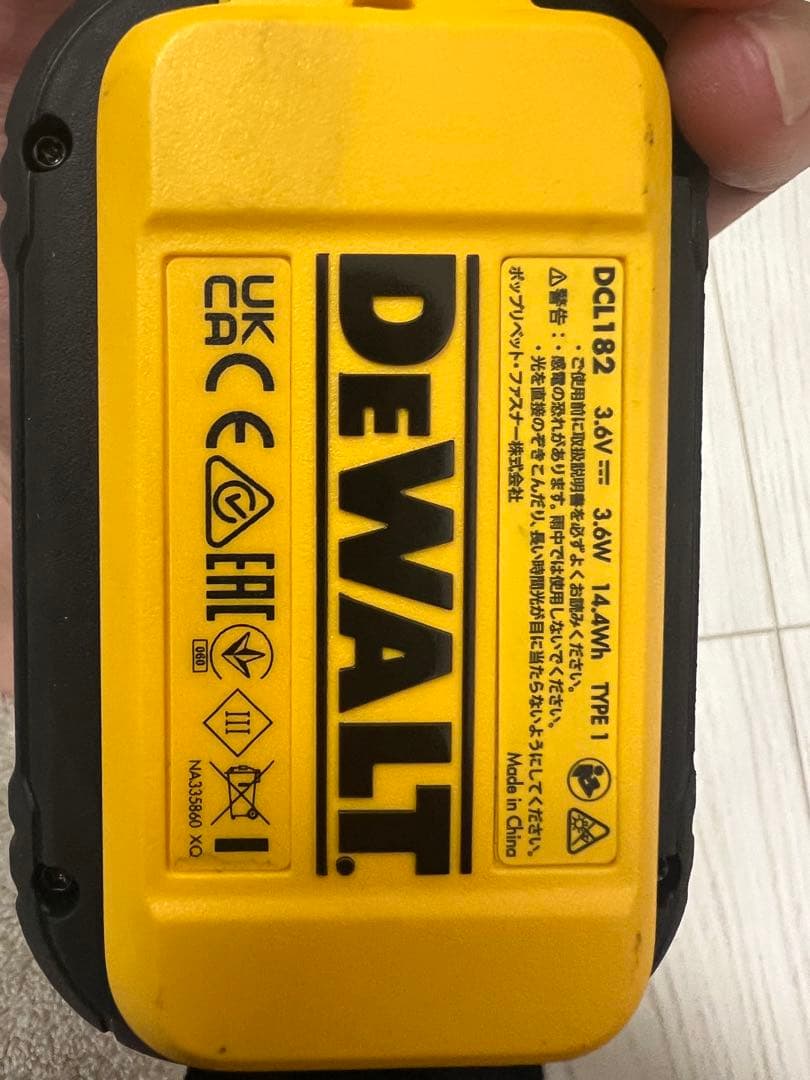 DCL182 3.6V⎓ 3.6W 14.4Wh TYPE 1
・ご使用前に取扱説明書を必ずよくお読みください。
⚠警告：・感電の恐れがあります。雨中では使用しないでください。
・光を直接のぞきこんだり、長い時間光が目に当たらないようにしてください。
ポップリベット・ファスナー株式会社 Made in China
DEWALT.
UK
CA CE EAC 060 III
NA335860 XQ